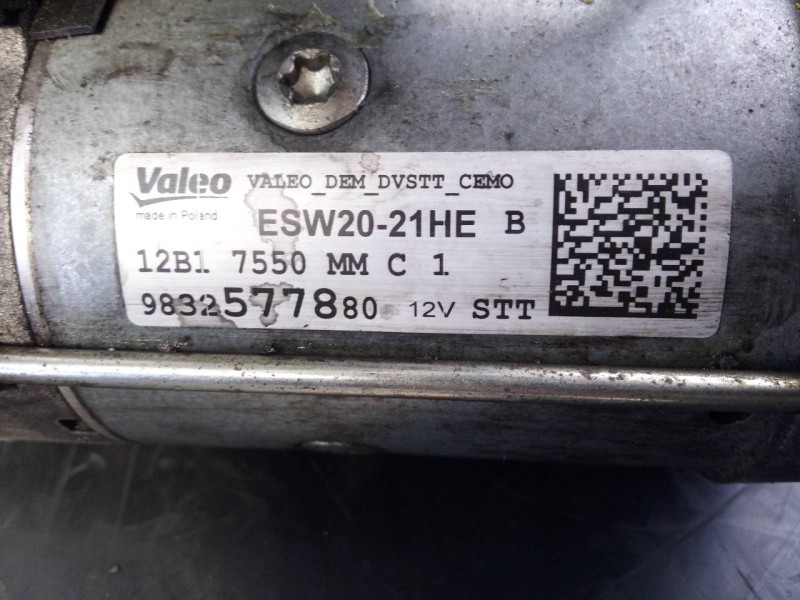 Valeo VALEO_DEM_DVSTT_CEMO
made in Poland ESW20-21HE B
12B1 7550 MM C 1
9832577880 12V STT